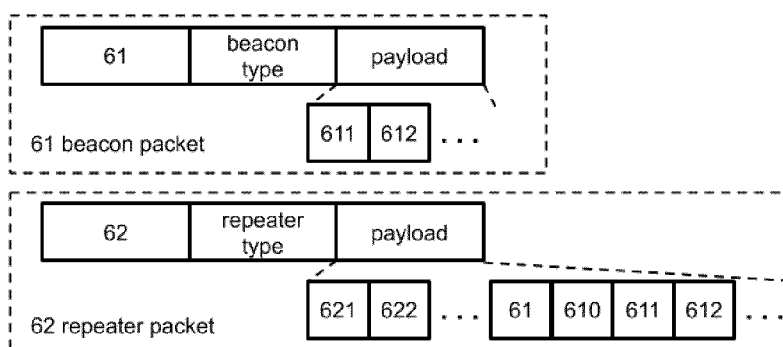 61 beacon type payload
611 612 ...
61 beacon packet
62 repeater type payload
621 622 ... 61 610 611 612 ...
62 repeater packet